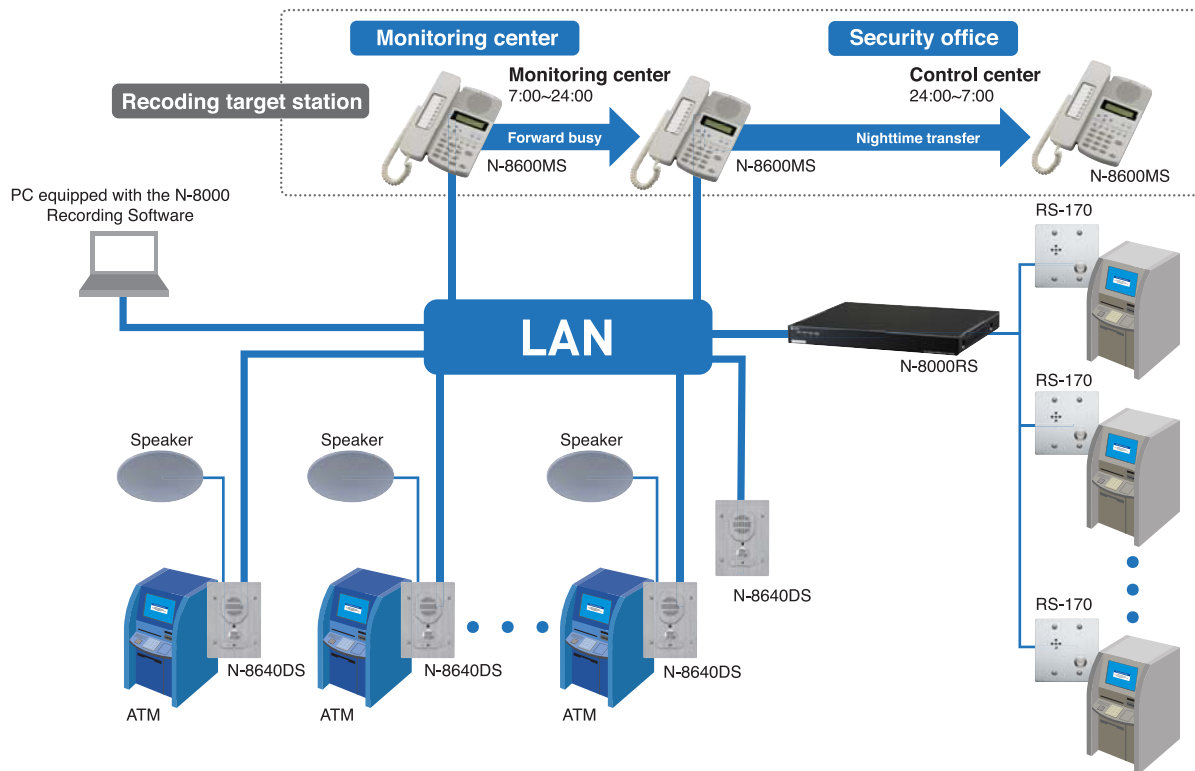 Monitoring center
Security office
Recoding target station
Monitoring center
7:00~24:00
Control center
24:00~7:00
Forward busy
Nighttime transfer
N-8600MS
N-8600MS
N-8600MS
PC equipped with the N-8000
Recording Software
RS-170
LAN
N-8000RS
RS-170
Speaker
Speaker
Speaker
N-8640DS
RS-170
N-8640DS
N-8640DS
N-8640DS
ATM
ATM
ATM